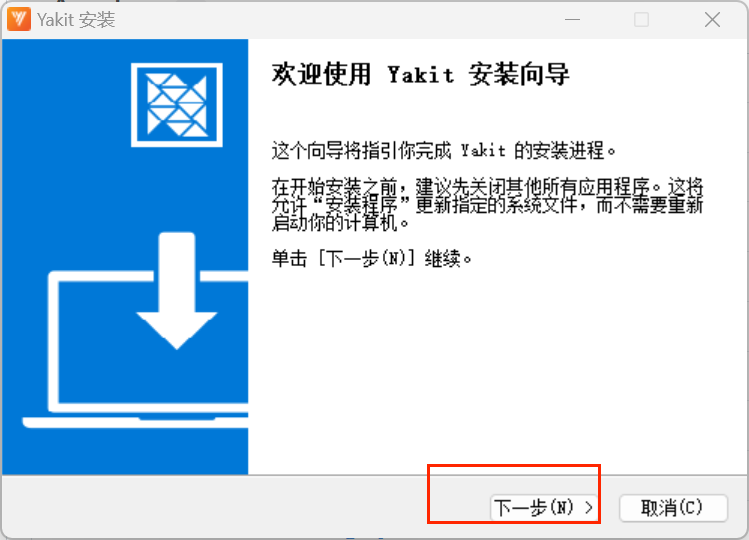 Yakit 安装
欢迎使用 Yakit 安装向导
这个向导将指引你完成 Yakit 的安装进程。
在开始安装之前，建议先关闭其他所有应用程序。这将
允许“安装程序”更新指定的系统文件，而不需要重新
启动你的计算机。
单击 [下一步(N)] 继续。
下一步(N) >
取消(C)